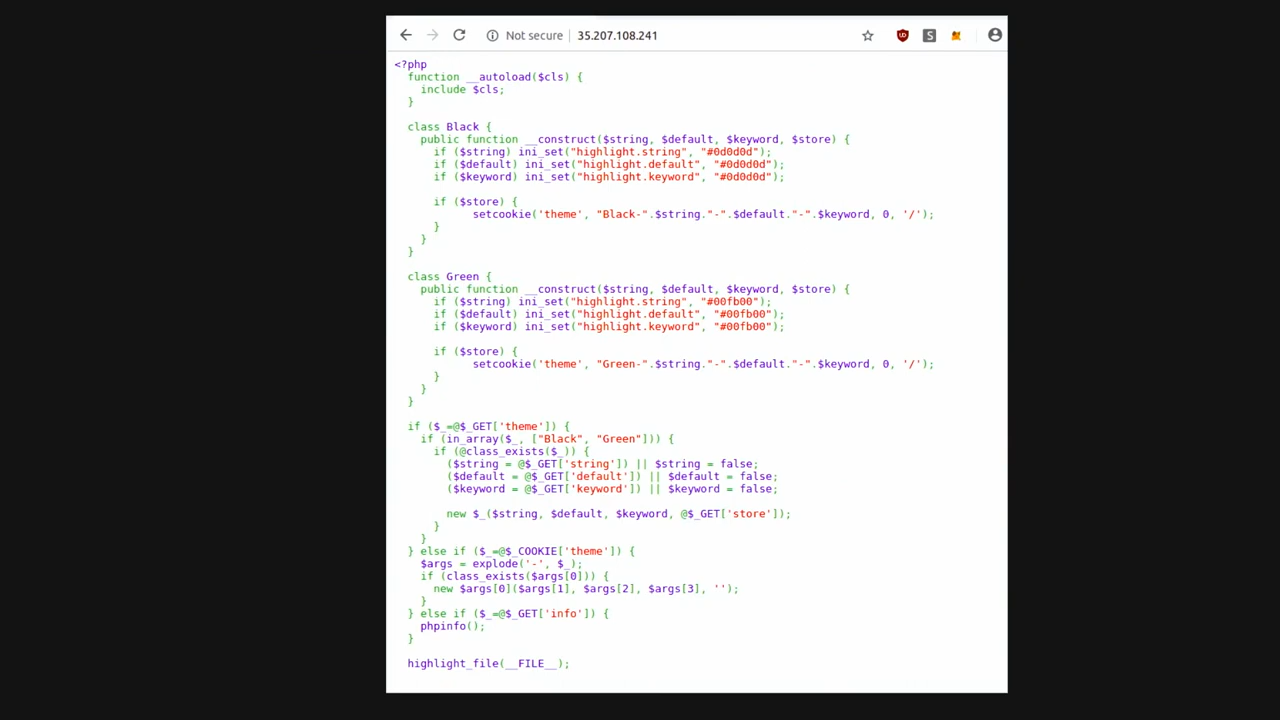 Not secure | 35.207.108.241
<?php
function __autoload($cls) {
include $cls;
}
class Black {
public function __construct($string, $default, $keyword, $store) {
if ($string) ini_set("highlight.string", "#0d0d0d");
if ($default) ini_set("highlight.default", "#0d0d0d");
if ($keyword) ini_set("highlight.keyword", "#0d0d0d");
if ($store) {
setcookie('theme', "Black-".$string."-".$default."-".$keyword, 0, '/');
}
}
}
class Green {
public function __construct($string, $default, $keyword, $store) {
if ($string) ini_set("highlight.string", "#00fb00");
if ($default) ini_set("highlight.default", "#00fb00");
if ($keyword) ini_set("highlight.keyword", "#00fb00");
if ($store) {
setcookie('theme', "Green-".$string."-".$default."-".$keyword, 0, '/');
}
}
}
if ($_=@$_GET['theme']) {
if (in_array($_, ["Black", "Green"])) {
if (@class_exists($_)) {
($string = @$_GET['string']) || $string = false;
($default = @$_GET['default']) || $default = false;
($keyword = @$_GET['keyword']) || $keyword = false;
new $_($string, $default, $keyword, @$_GET['store']);
}
}
} else if ($_=@$_COOKIE['theme']) {
$args = explode('-', $_);
if (class_exists($args[0])) {
new $args[0]($args[1], $args[2], $args[3], '');
}
} else if ($_=@$_GET['info']) {
phpinfo();
}
highlight_file(__FILE__);